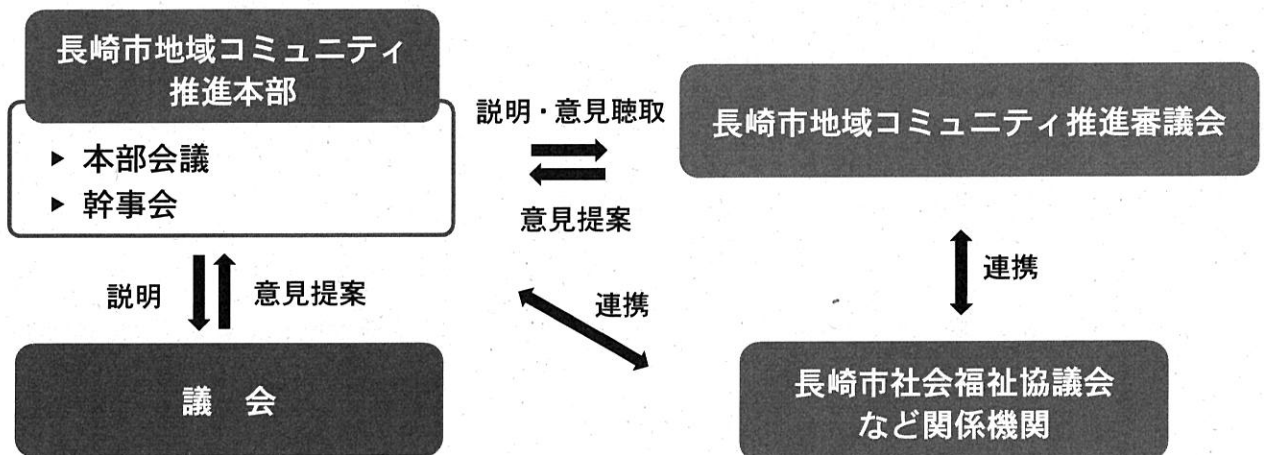 長崎市地域コミュニティ
推進本部
▶ 本部会議
▶ 幹事会
説明・意見聴取
意見提案
長崎市地域コミュニティ推進審議会
説明
意見提案
連携
連携
議　会
長崎市社会福祉協議会
など関係機関